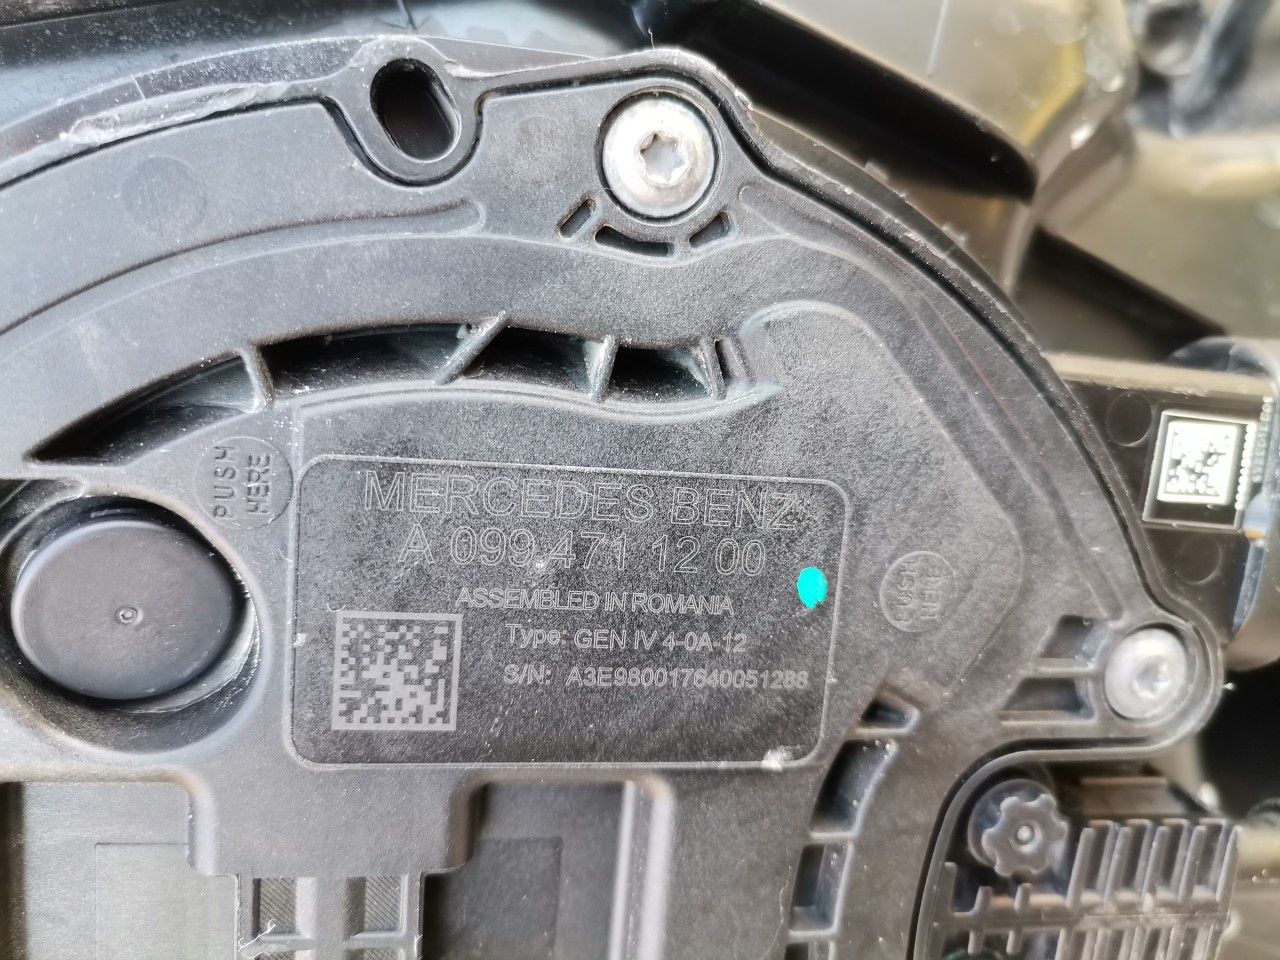 PUSH
HERE
MERCEDES BENZ
A 099 471 12 00
ASSEMBLED IN ROMANIA
Type: GEN IV 4-0A-12
S/N: A3E980017640051286
PUSH
HERE